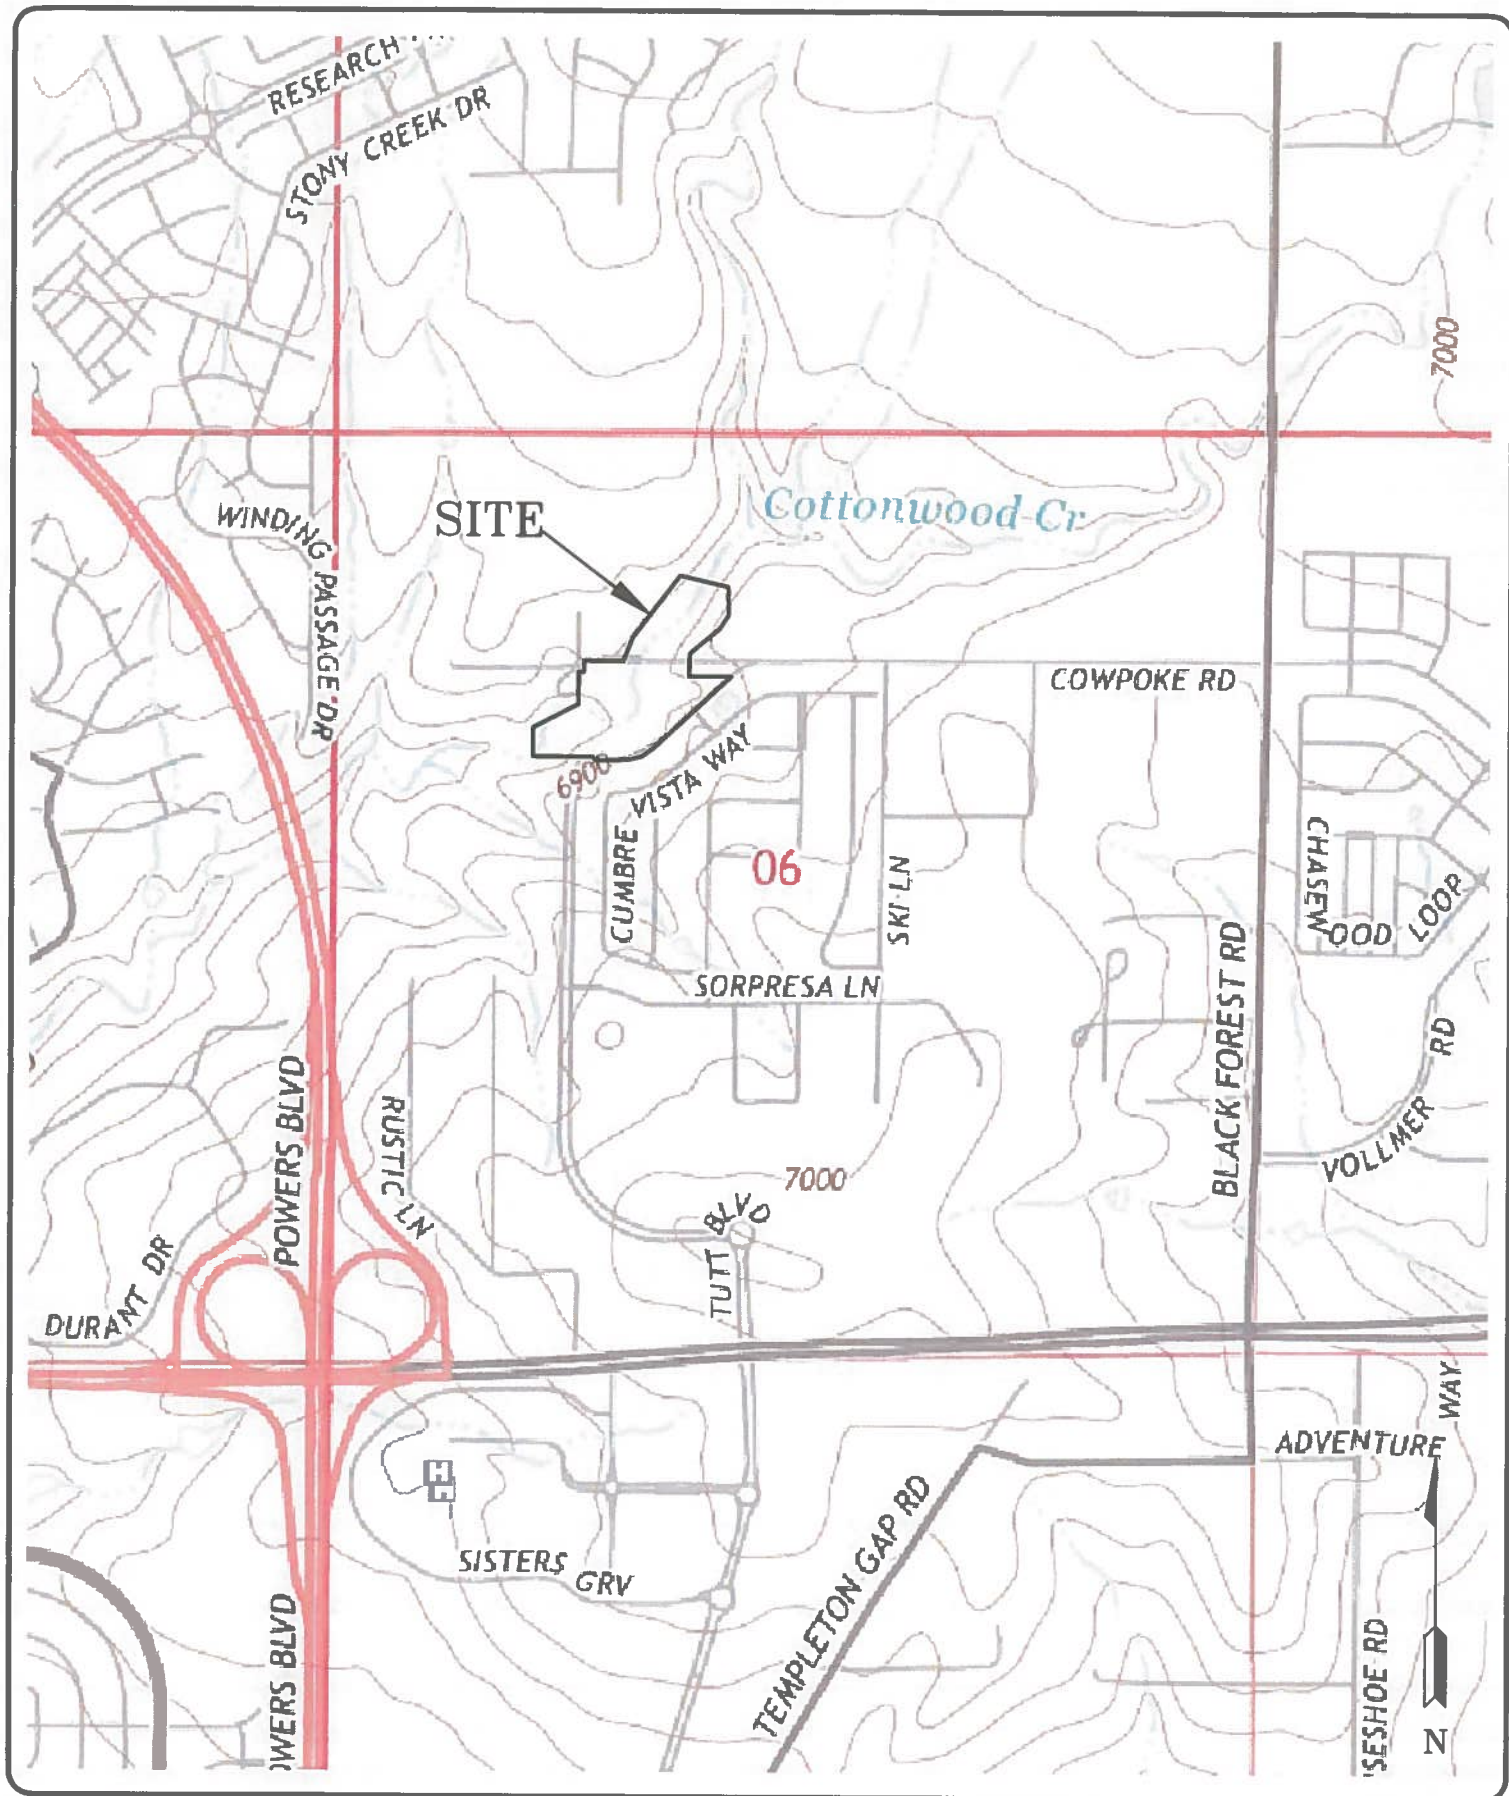 RESEARCH
STONY CREEK DR
7000
WINDING PASSAGE DR
SITE
Cottonwood Cr
COWPOKE RD
6900
CUMBRE VISTA WAY
06
SKI LN
CHASEWOOD LOOP
SORPRESA LN
BLACK FOREST RD
VOLLMER RD
POWERS BLVD
RUSTIC LN
7000
TUTT BLVD
DURANT DR
ADVENTURE WAY
H
SISTERS GRV
TEMPLETON GAP RD
OWERS BLVD
SESHOE RD
N